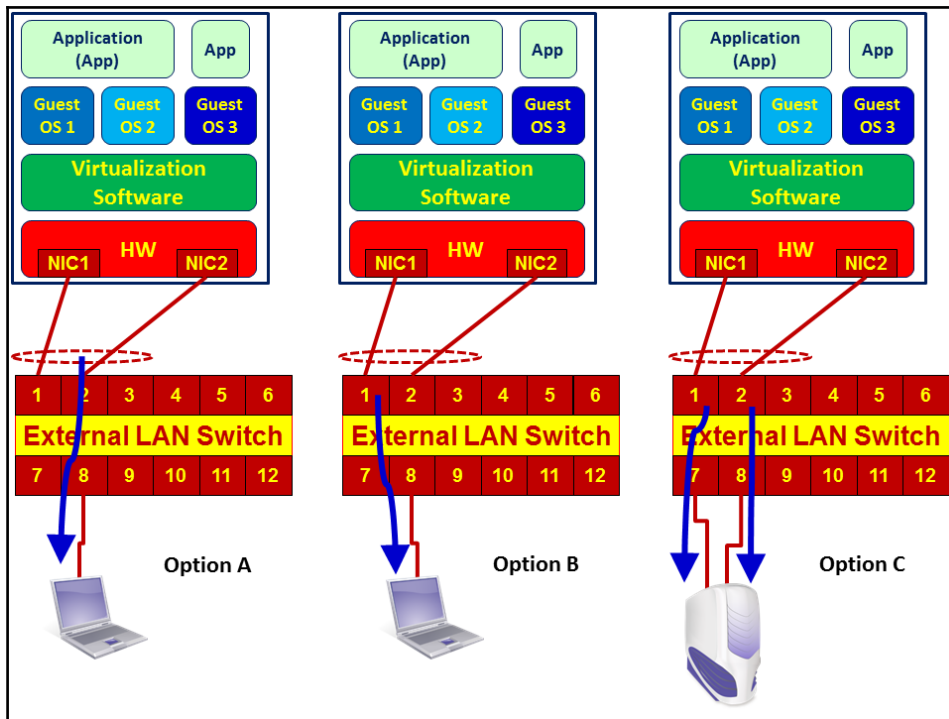 Application
(App)
App
Guest
OS 1
Guest
OS 2
Guest
OS 3
Virtualization
Software
HW
NIC1
NIC2
1 2 3 4 5 6
External LAN Switch
7 8 9 10 11 12
Option A
Application
(App)
App
Guest
OS 1
Guest
OS 2
Guest
OS 3
Virtualization
Software
HW
NIC1
NIC2
1 2 3 4 5 6
External LAN Switch
7 8 9 10 11 12
Option B
Application
(App)
App
Guest
OS 1
Guest
OS 2
Guest
OS 3
Virtualization
Software
HW
NIC1
NIC2
1 2 3 4 5 6
External LAN Switch
7 8 9 10 11 12
Option C